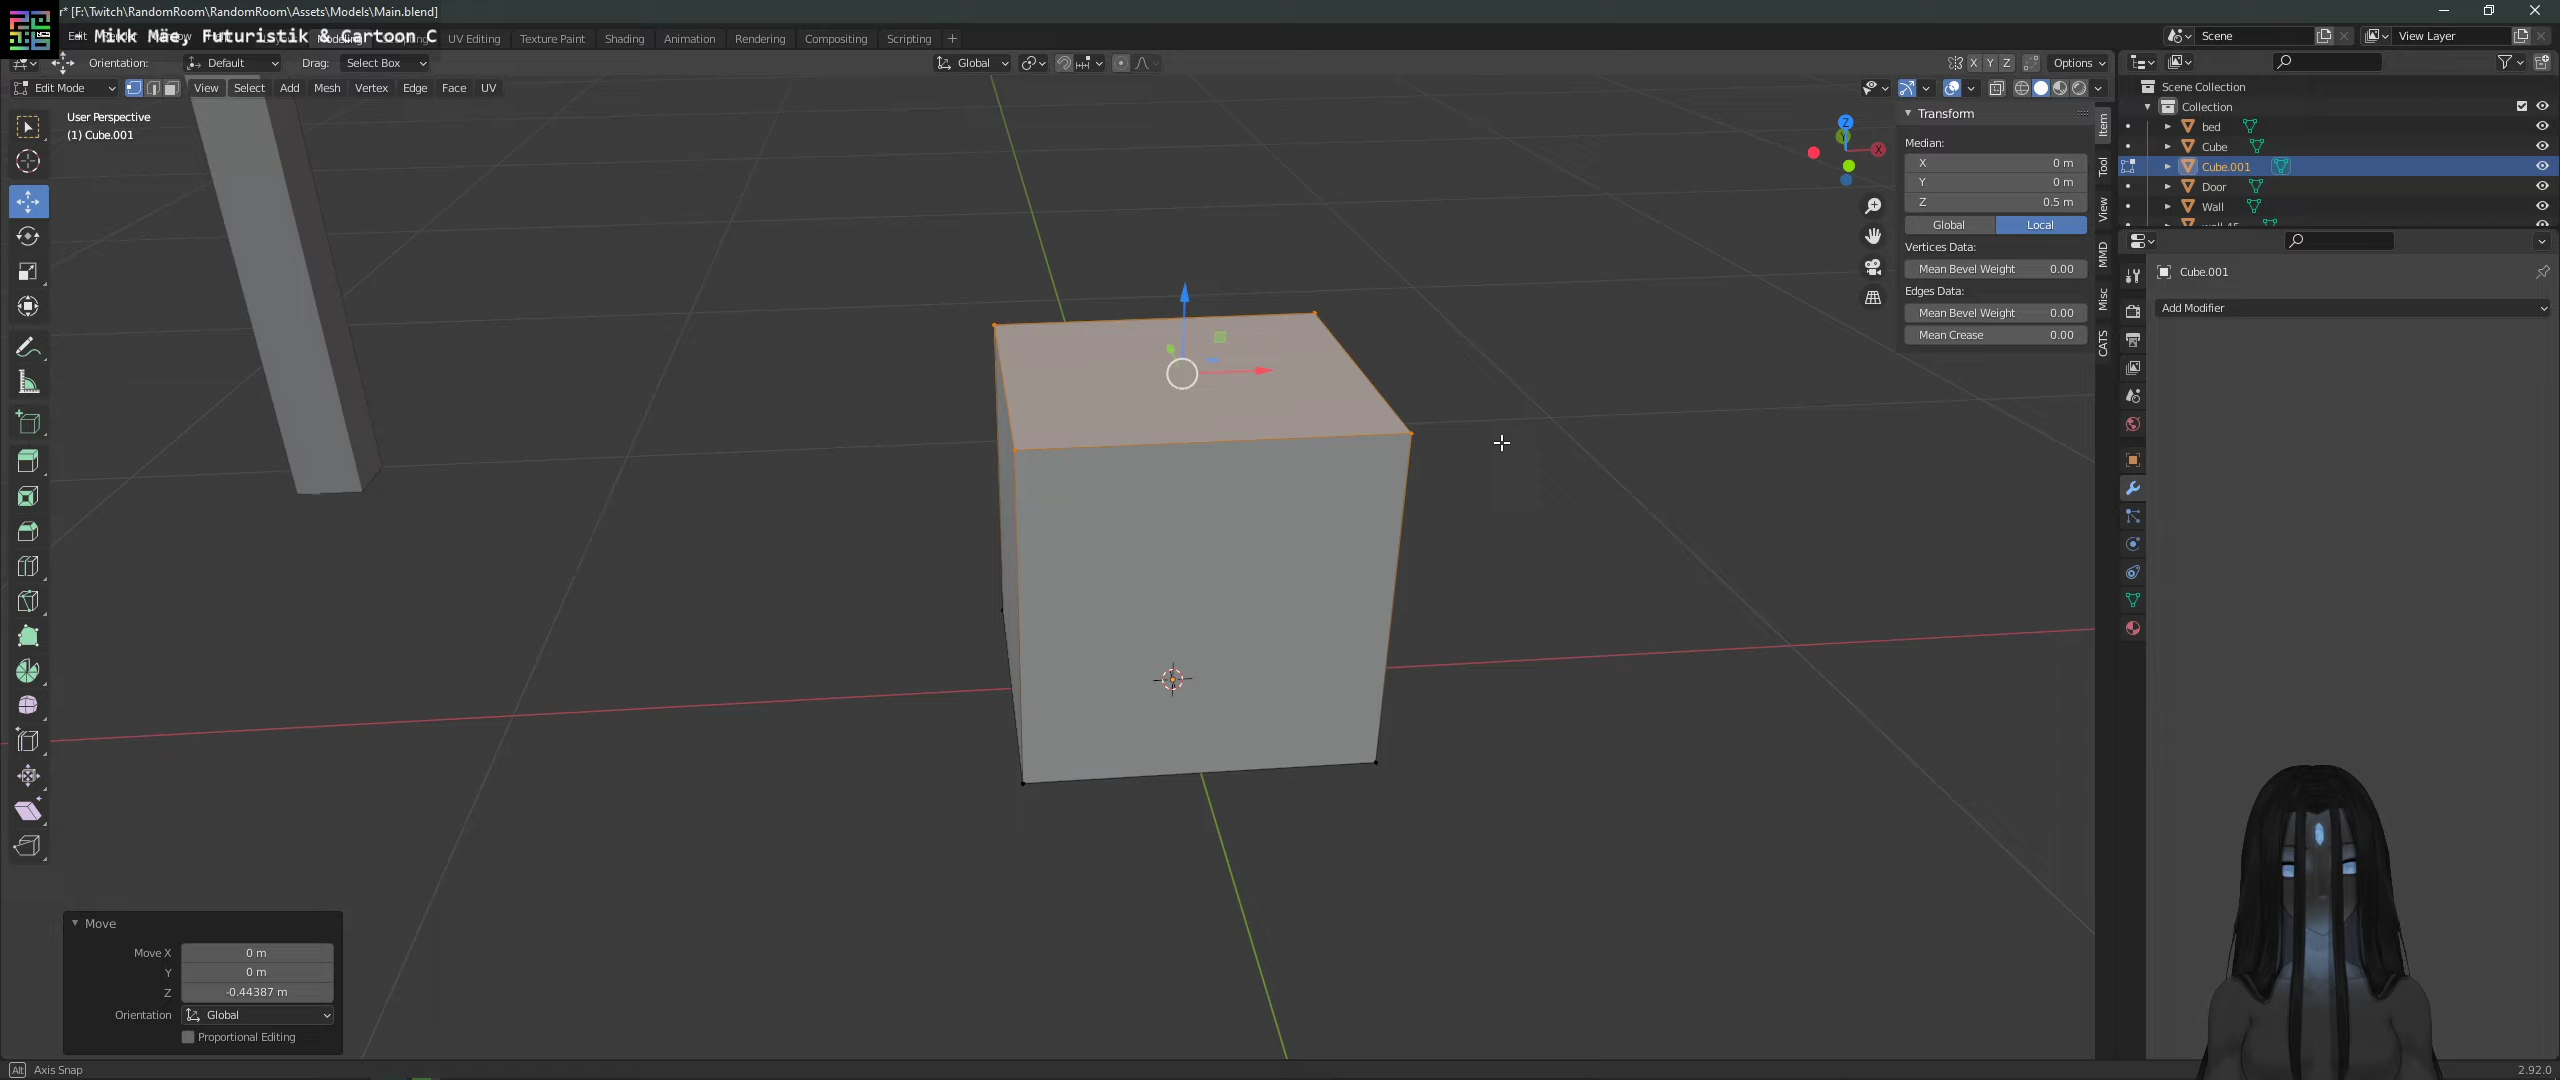 r* [F:\Twitch\RandomRoom\RandomRoom\Assets\Models\Main.blend]
Edit
Mikk Mäe, Futuristik & Cartoon C
UV Editing Texture Paint Shading Animation Rendering Compositing Scripting
Scene View Layer
Orientation: Default Drag: Select Box Global X Y Z Options
Edit Mode View Select Add Mesh Vertex Edge Face UV
User Perspective
(1) Cube.001
Z
X
Transform
Median:
X 0 m
Y 0 m
Z 0.5 m
Global Local
Vertices Data:
Mean Bevel Weight 0.00
Edges Data:
Mean Bevel Weight 0.00
Mean Crease 0.00
Item
Tool
View
MMD
Misc
CATS
Scene Collection
Collection
bed
Cube
Cube.001
Door
Wall
Cube.001
Add Modifier
Move
Move X 0 m
Y 0 m
Z -0.44387 m
Orientation Global
Proportional Editing
Alt Axis Snap
2.92.0